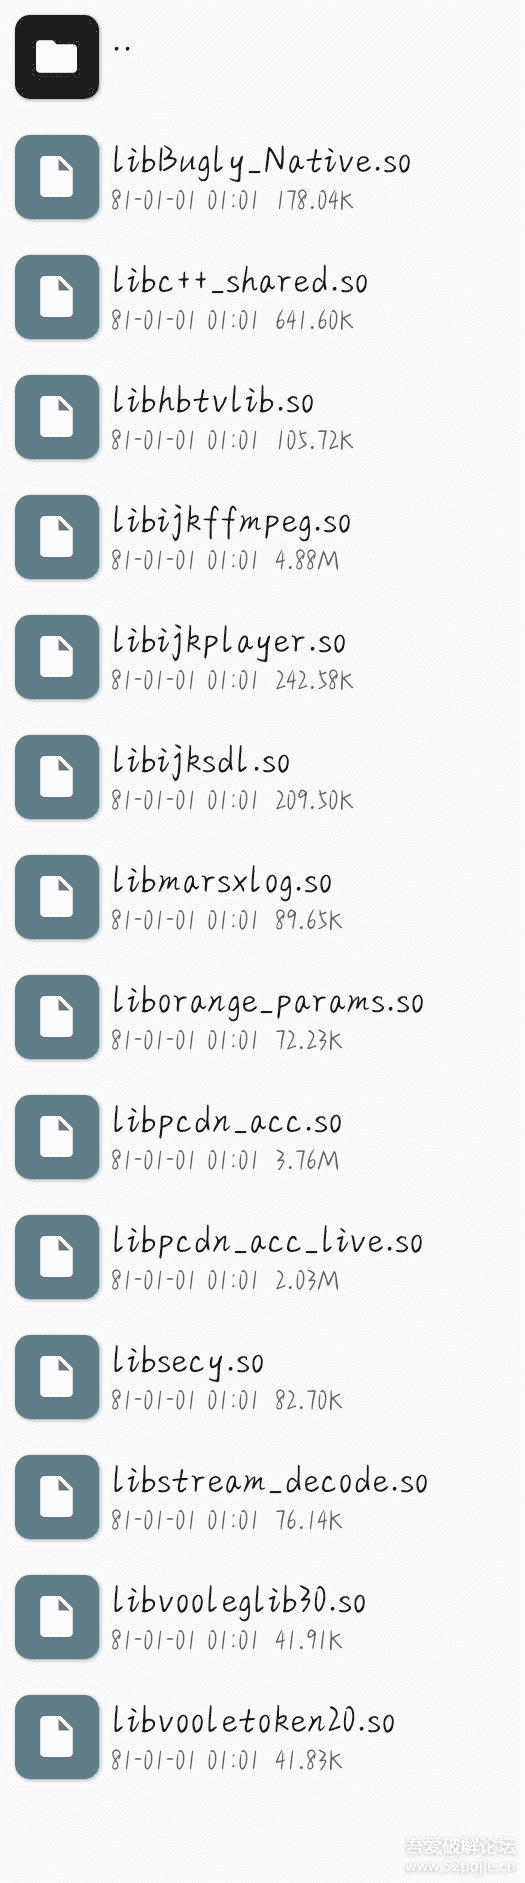 ..
libBugly_Native.so
81-01-01 01:01 178.04K
libc++_shared.so
81-01-01 01:01 641.60K
libhbtvlib.so
81-01-01 01:01 105.72K
libijkffmpeg.so
81-01-01 01:01 4.88M
libijkplayer.so
81-01-01 01:01 242.58K
libijksdl.so
81-01-01 01:01 209.50K
libmarsxlog.so
81-01-01 01:01 89.65K
liborange_params.so
81-01-01 01:01 72.23K
libpcdn_acc.so
81-01-01 01:01 3.76M
libpcdn_acc_live.so
81-01-01 01:01 2.03M
libsecy.so
81-01-01 01:01 82.70K
libstream_decode.so
81-01-01 01:01 76.14K
libvooleglib30.so
81-01-01 01:01 41.91K
libvooletoken20.so
81-01-01 01:01 41.83K
吾爱破解论坛
www.52pojie.cn